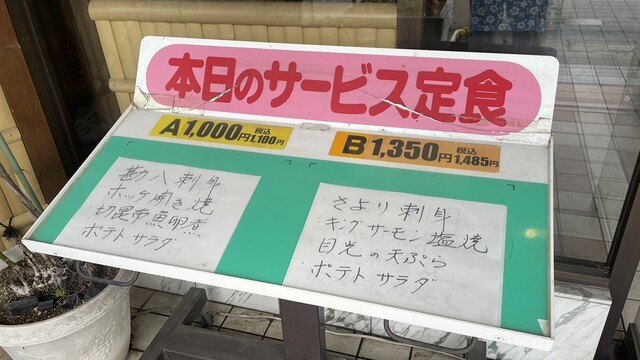 本日のサービス定食
A 1,000円 税込 1,100円
B 1,350円 税込 1,485円
勘八刺身
ホッケ開き焼
切昆布魚卵煮
ポテトサラダ
さより刺身
キングサーモン塩焼
目光の天ぷら
ポテトサラダ